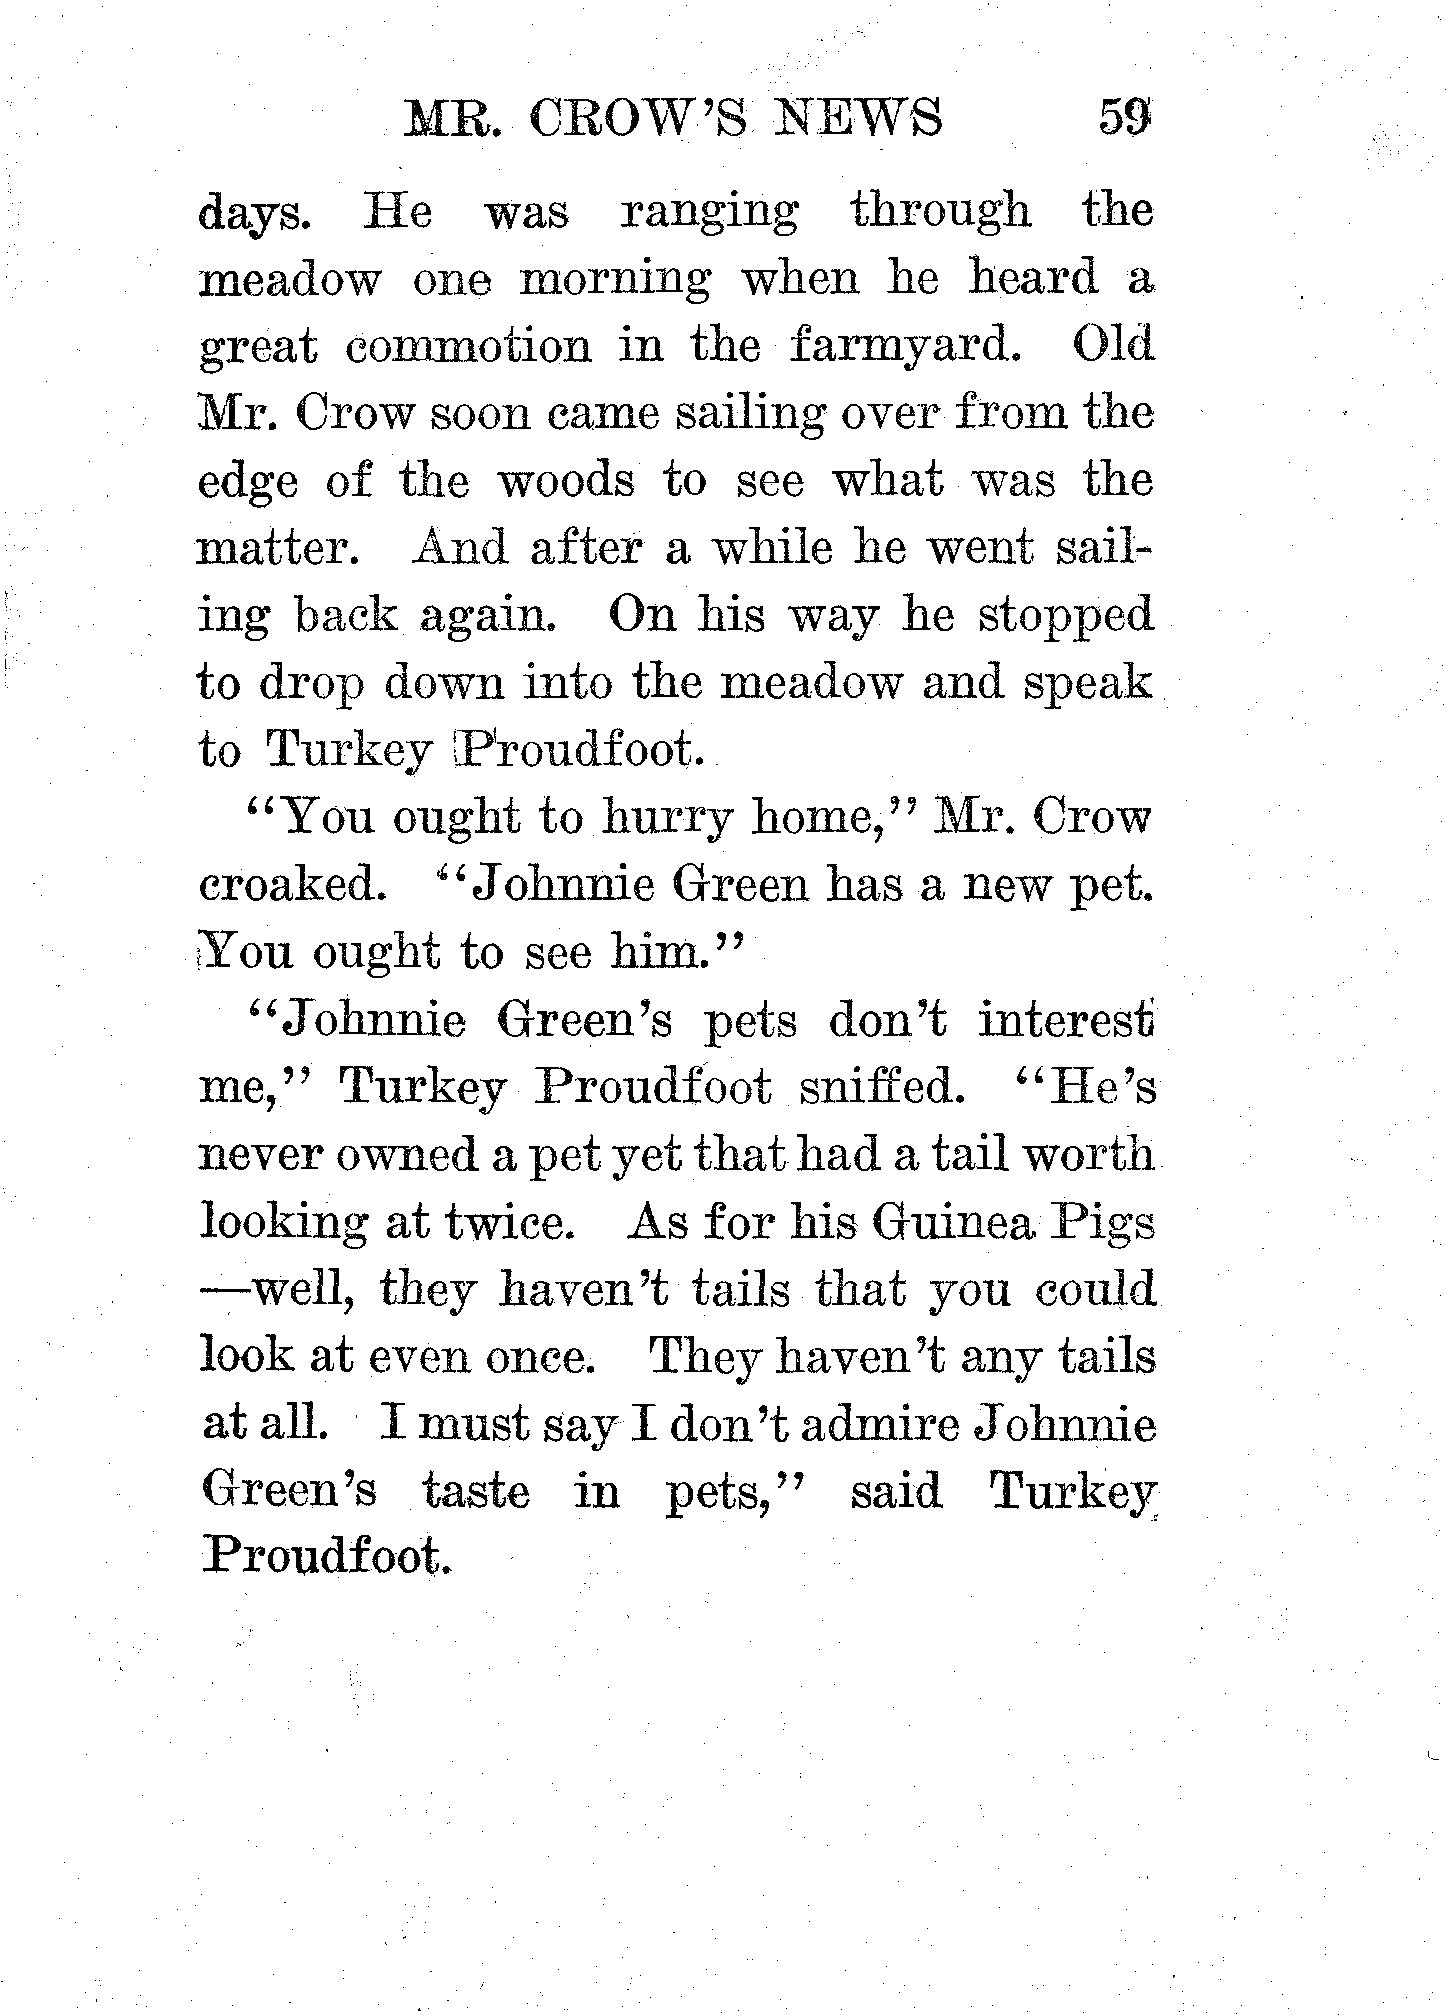 MR. CROW'S NEWS 59
days. He was ranging through the
meadow one morning when he heard a
great commotion in the farmyard. Old
Mr. Crow soon came sailing over from the
edge of the woods to see what was the
matter. And after a while he went sail-
ing back again. On his way he stopped
to drop down into the meadow and speak
to Turkey Proudfoot.
"You ought to hurry home," Mr. Crow
croaked. "Johnnie Green has a new pet.
You ought to see him."
"Johnnie Green's pets don't interest
me," Turkey Proudfoot sniffed. "He's
never owned a pet yet that had a tail worth
looking at twice. As for his Guinea Pigs
—well, they haven't tails that you could
look at even once. They haven't any tails
at all. I must say I don't admire Johnnie
Green's taste in pets," said Turkey
Proudfoot.